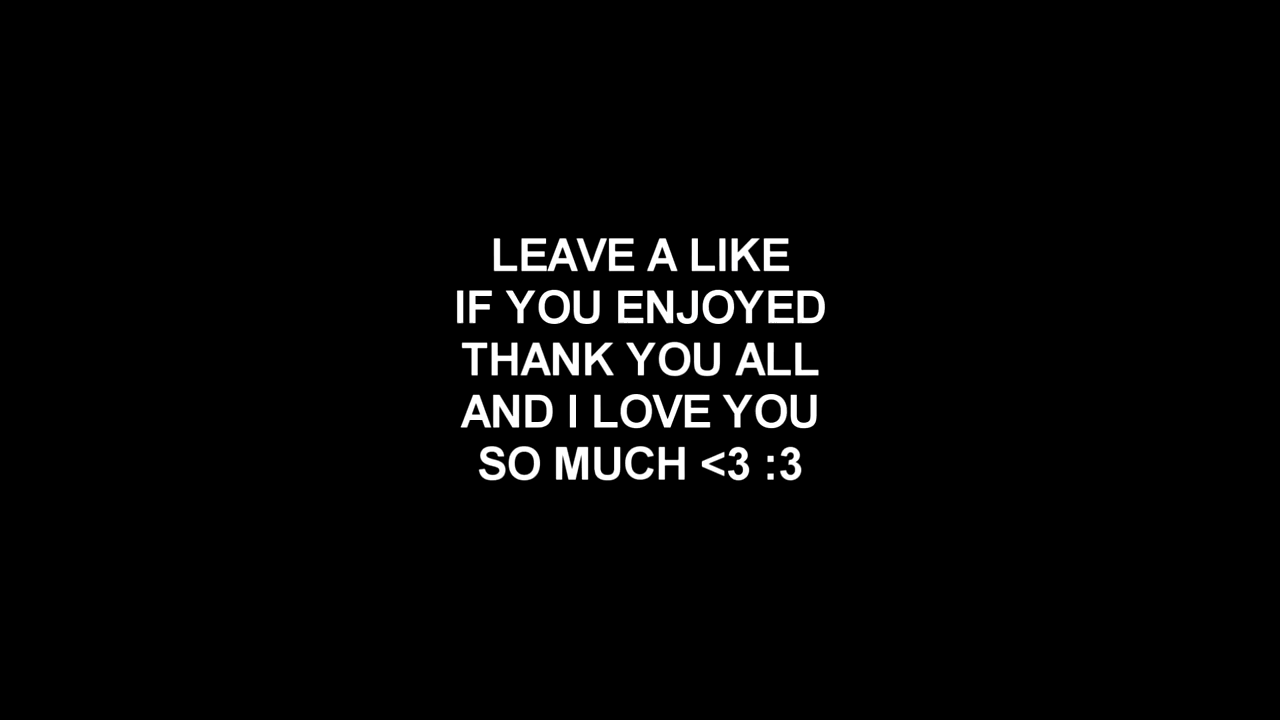 LEAVE A LIKE
IF YOU ENJOYED
THANK YOU ALL
AND I LOVE YOU
SO MUCH <3 :3